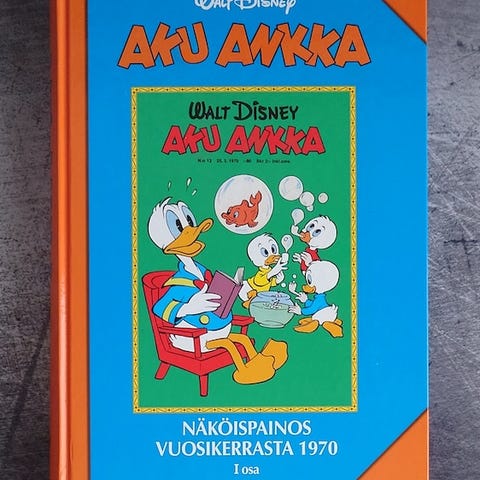 WALT DISNEY
AKU ANKKA
WALT DISNEY
AKU ANKKA
NÄKÖISPAINOS
VUOSIKERRASTA 1970
I osa